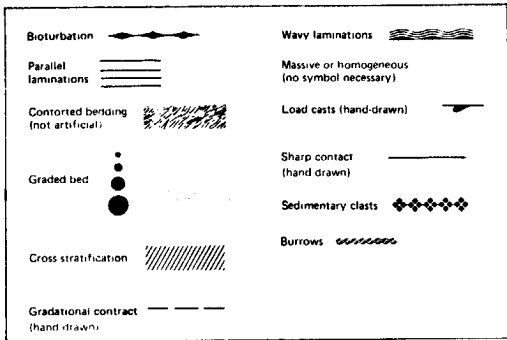 Bioturbation
Parallel
laminations
Contorted bedding
(not artificial)
Graded bed
Cross stratification
Gradational contract
(hand drawn)
Wavy laminations
Massive or homogeneous
(no symbol necessary)
Load casts (hand-drawn)
Sharp contact
(hand drawn)
Sedimentary clasts
Burrows